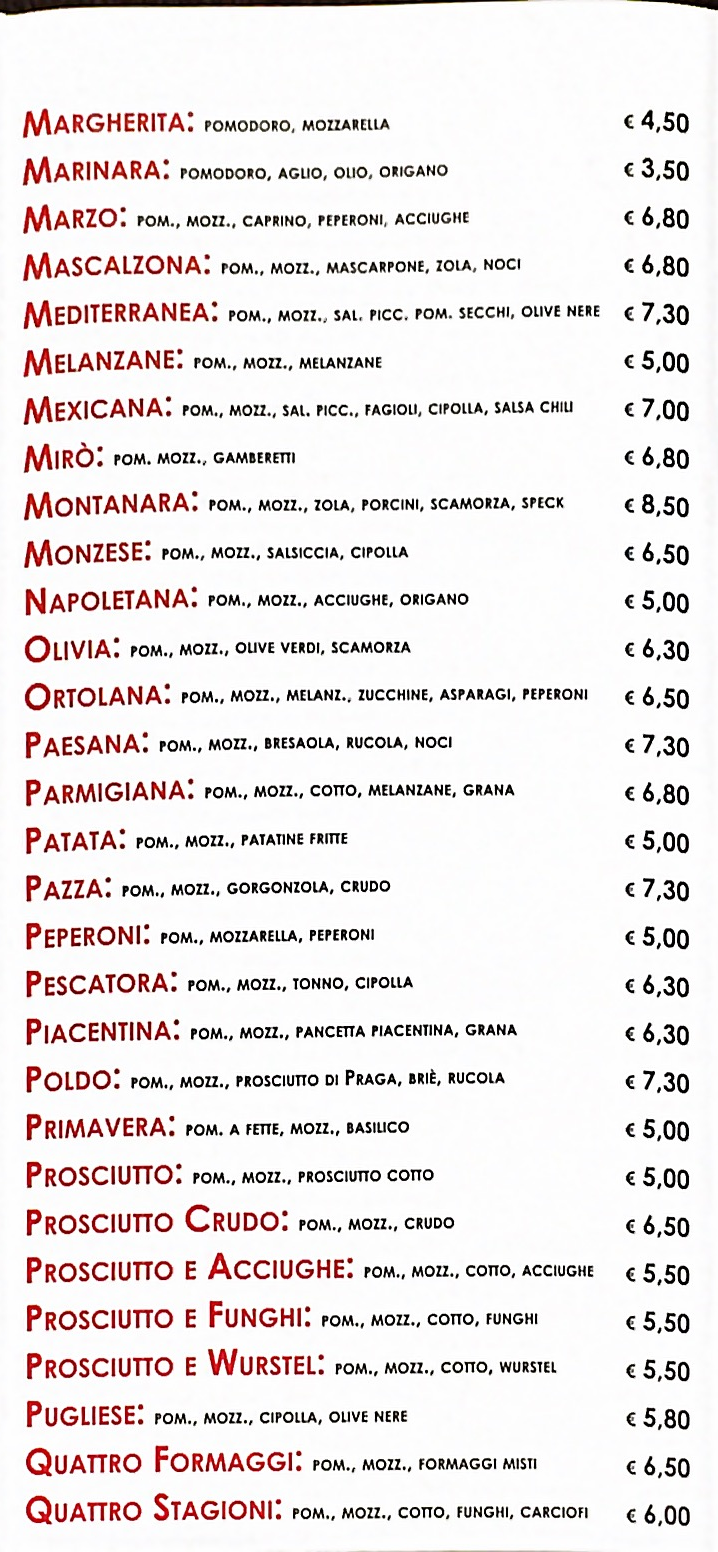 Margherita: pomodoro, mozzarella € 4,50
Marinara: pomodoro, aglio, olio, origano € 3,50
Marzo: pom., mozz., caprino, peperoni, acciughe € 6,80
Mascalzona: pom., mozz., mascarpone, zola, noci € 6,80
Mediterranea: pom., mozz., sal. picc. pom. secchi, olive nere € 7,30
Melanzane: pom., mozz., melanzane € 5,00
Mexicana: pom., mozz., sal. picc., fagioli, cipolla, salsa chili € 7,00
Mirò: pom. mozz., gamberetti € 6,80
Montanara: pom., mozz., zola, porcini, scamorza, speck € 8,50
Monzese: pom., mozz., salsiccia, cipolla € 6,50
Napoletana: pom., mozz., acciughe, origano € 5,00
Olivia: pom., mozz., olive verdi, scamorza € 6,30
Ortolana: pom., mozz., melanz., zucchine, asparagi, peperoni € 6,50
Paesana: pom., mozz., bresaola, rucola, noci € 7,30
Parmigiana: pom., mozz., cotto, melanzane, grana € 6,80
Patata: pom., mozz., patatine fritte € 5,00
Pazza: pom., mozz., gorgonzola, crudo € 7,30
Peperoni: pom., mozzarella, peperoni € 5,00
Pescatora: pom., mozz., tonno, cipolla € 6,30
Piacentina: pom., mozz., pancetta piacentina, grana € 6,30
Poldo: pom., mozz., prosciutto di Praga, briè, rucola € 7,30
Primavera: pom. a fette, mozz., basilico € 5,00
Prosciutto: pom., mozz., prosciutto cotto € 5,00
Prosciutto Crudo: pom., mozz., crudo € 6,50
Prosciutto e Acciughe: pom., mozz., cotto, acciughe € 5,50
Prosciutto e Funghi: pom., mozz., cotto, funghi € 5,50
Prosciutto e Wurstel: pom., mozz., cotto, wurstel € 5,50
Pugliese: pom., mozz., cipolla, olive nere € 5,80
Quattro Formaggi: pom., mozz., formaggi misti € 6,50
Quattro Stagioni: pom., mozz., cotto, funghi, carciofi € 6,00